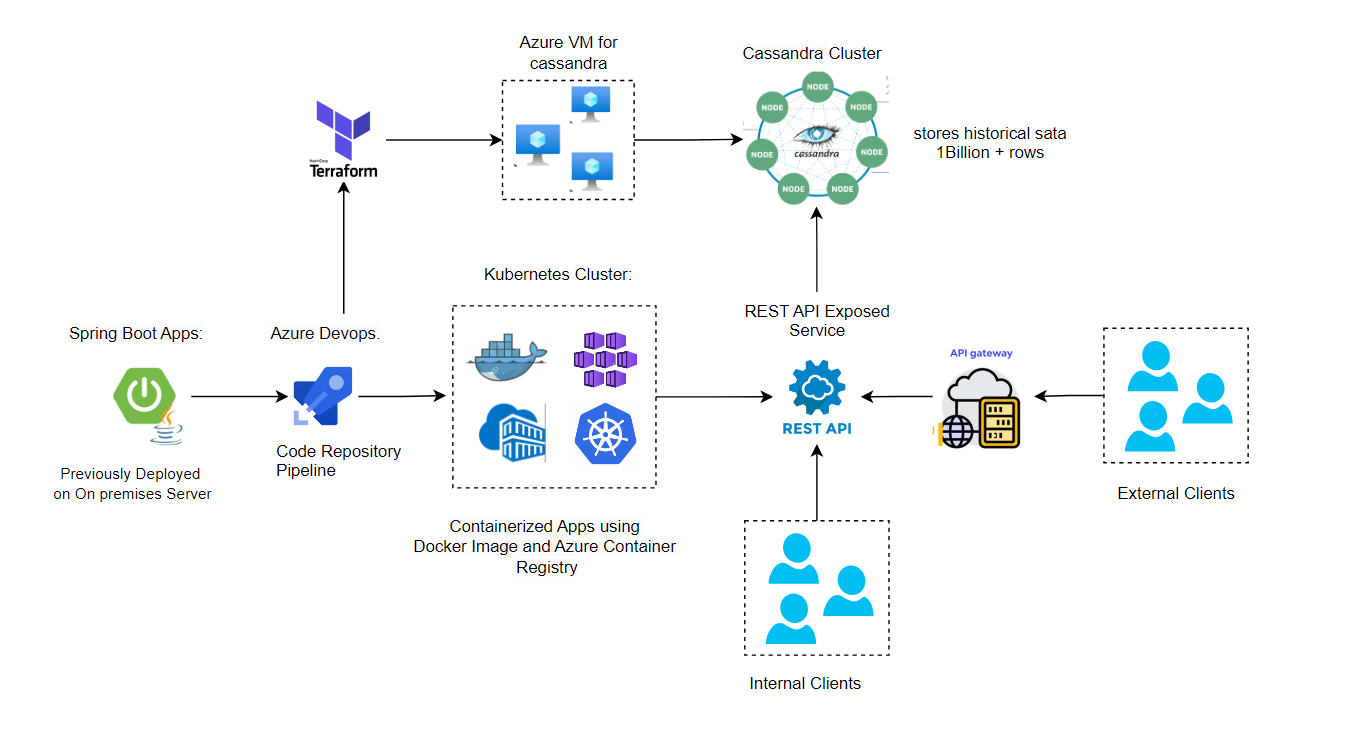 Azure VM for
cassandra
Cassandra Cluster
NODE
NODE
NODE
NODE
NODE
NODE
NODE
cassandra
stores historical sata
1Billion + rows
HashiCorp
Terraform
Kubernetes Cluster:
REST API Exposed
Service
Spring Boot Apps:
Azure Devops.
API gateway
REST API
Code Repository
Pipeline
Previously Deployed
on On premises Server
External Clients
Containerized Apps using
Docker Image and Azure Container
Registry
Internal Clients